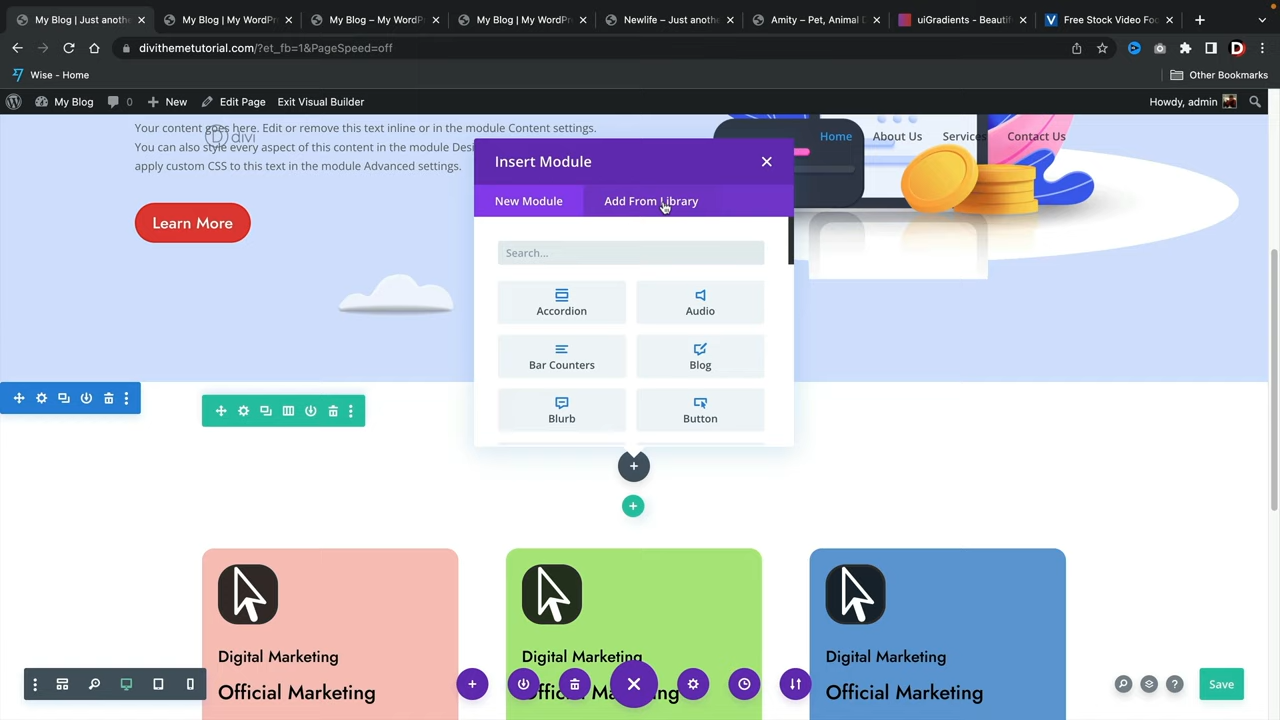 My Blog | Just anoth
My Blog | My WordPr
My Blog – My WordPr
My Blog | My WordPr
Newlife – Just anoth
Amity – Pet, Animal D
uiGradients - Beautif
Free Stock Video Foo
divithemetutorial.com/?et_fb=1&PageSpeed=off
Wise - Home
Other Bookmarks
My Blog
0
New
Edit Page
Exit Visual Builder
Howdy, admin
Your content goes here. Edit or remove this text inline or in the module Content settings.
You can also style every aspect of this content in the module Desi
apply custom CSS to this text in the module Advanced settings.
divi
Home
About Us
Services
Contact Us
Learn More
Insert Module
New Module
Add From Library
Search...
Accordion
Audio
Bar Counters
Blog
Blurb
Button
Digital Marketing
Official Marketing
Digital Marketing
Official Marketing
Digital Marketing
Official Marketing
Save